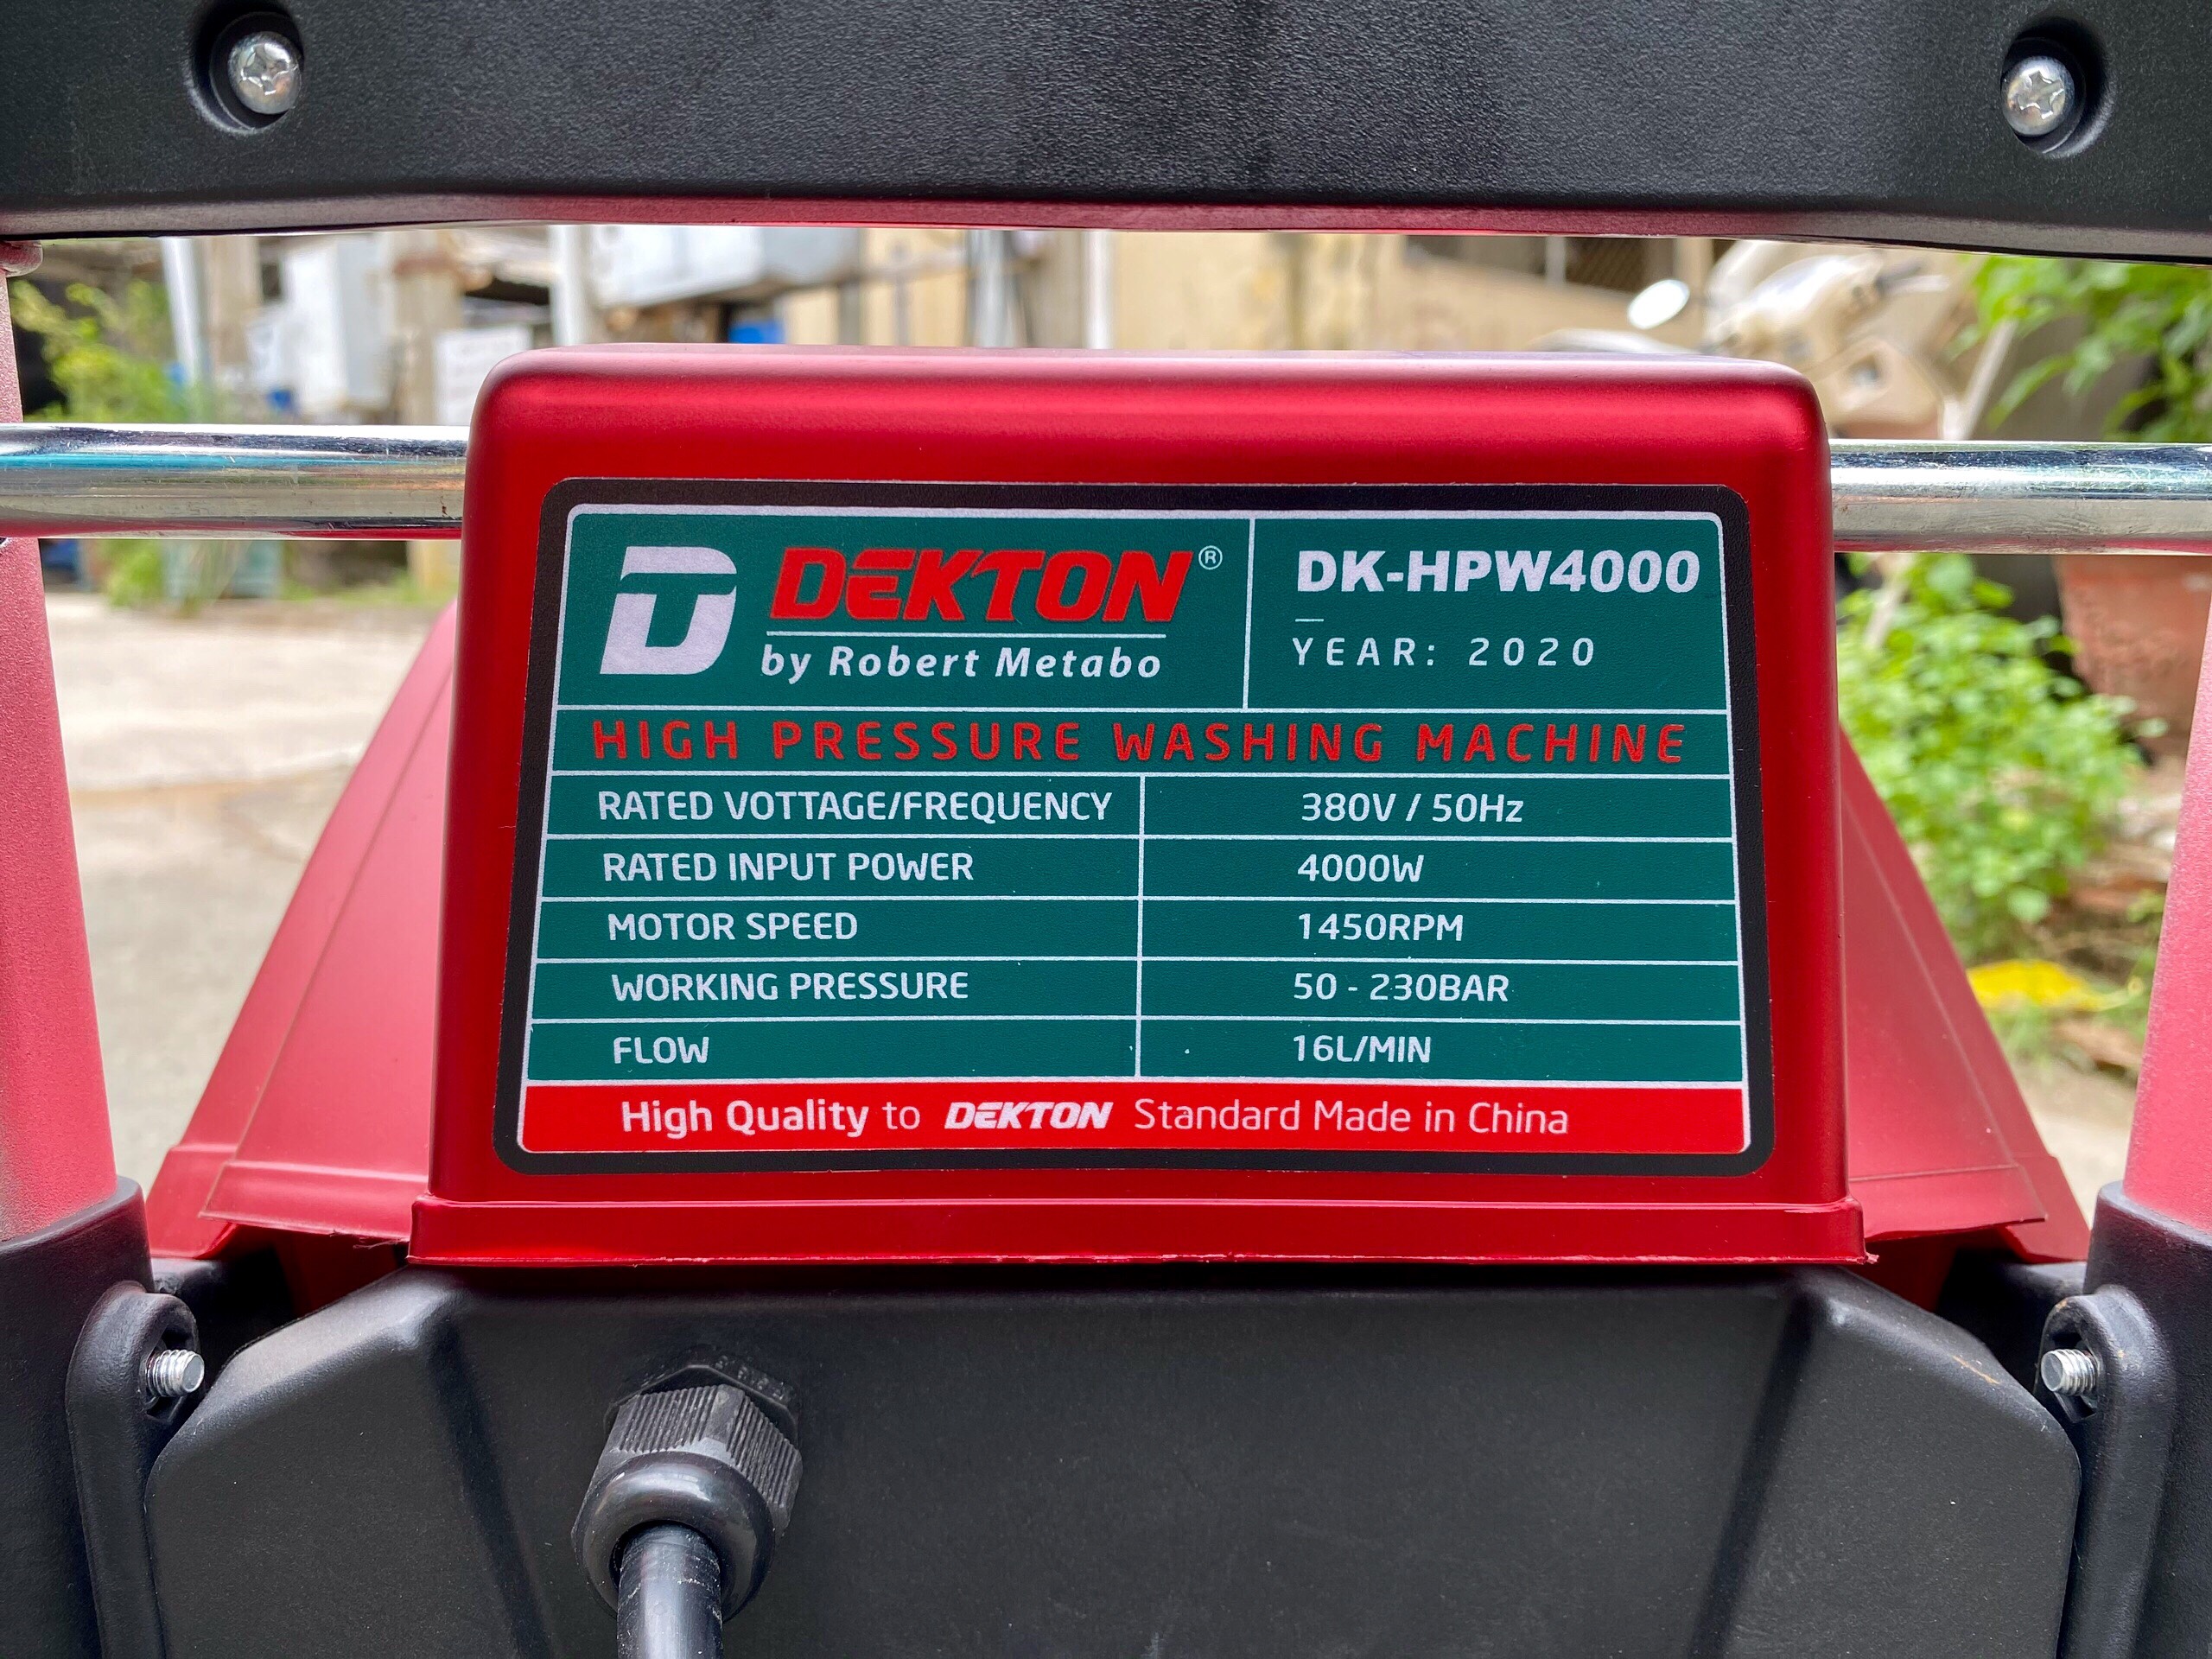 DEKTON®
by Robert Metabo
DK-HPW4000
YEAR: 2020
HIGH PRESSURE WASHING MACHINE
RATED VOTTAGE/FREQUENCY 380V / 50Hz
RATED INPUT POWER 4000W
MOTOR SPEED 1450RPM
WORKING PRESSURE 50 - 230BAR
FLOW 16L/MIN
High Quality to DEKTON Standard Made in China